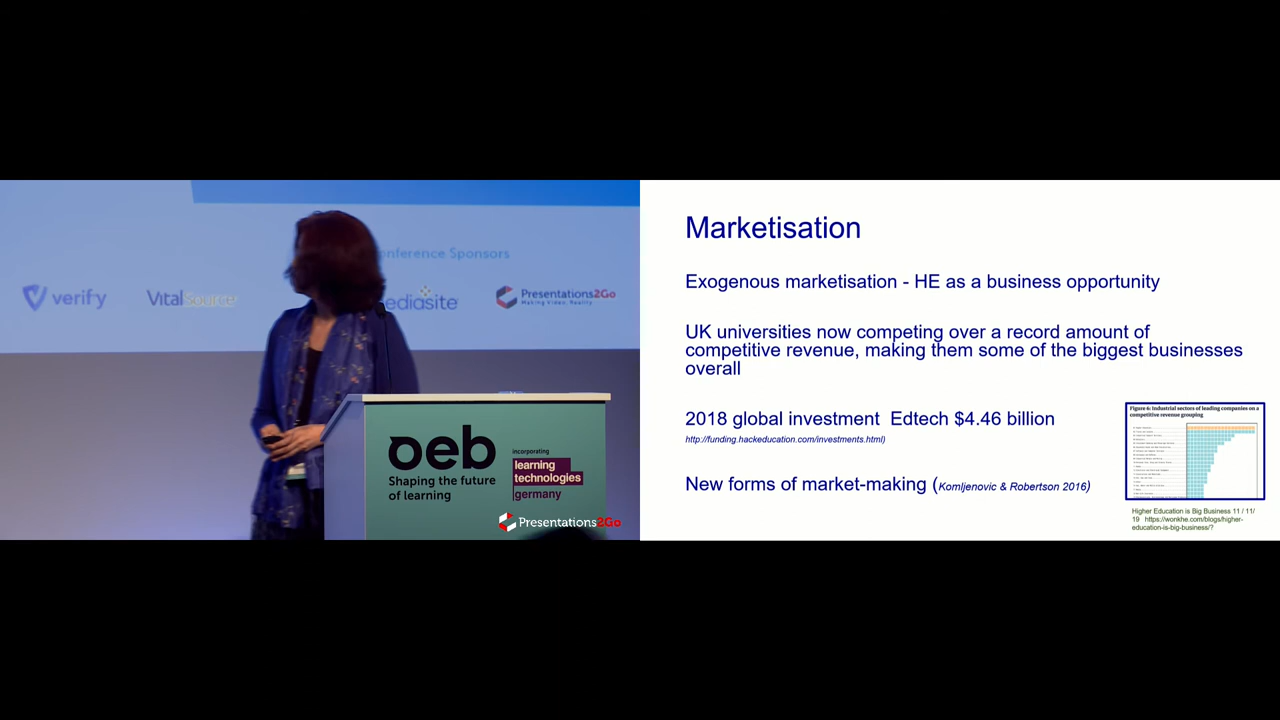 Conference Sponsors
verify
VitalSource
mediasite
Presentations2Go
Making Video, Reality
oeb
Shaping the future
of learning
incorporating
learning
technologies
germany
Presentations2Go
Marketisation
Exogenous marketisation - HE as a business opportunity
UK universities now competing over a record amount of
competitive revenue, making them some of the biggest businesses
overall
2018 global investment Edtech $4.46 billion
http://funding.hackeducation.com/investments.html)
New forms of market-making (Komljenovic & Robertson 2016)
Figure 6: Industrial sectors of leading companies on a
competitive revenue grouping
Higher Education is Big Business 11 / 11/
19 https://wonkhe.com/blogs/higher-
education-is-big-business/?